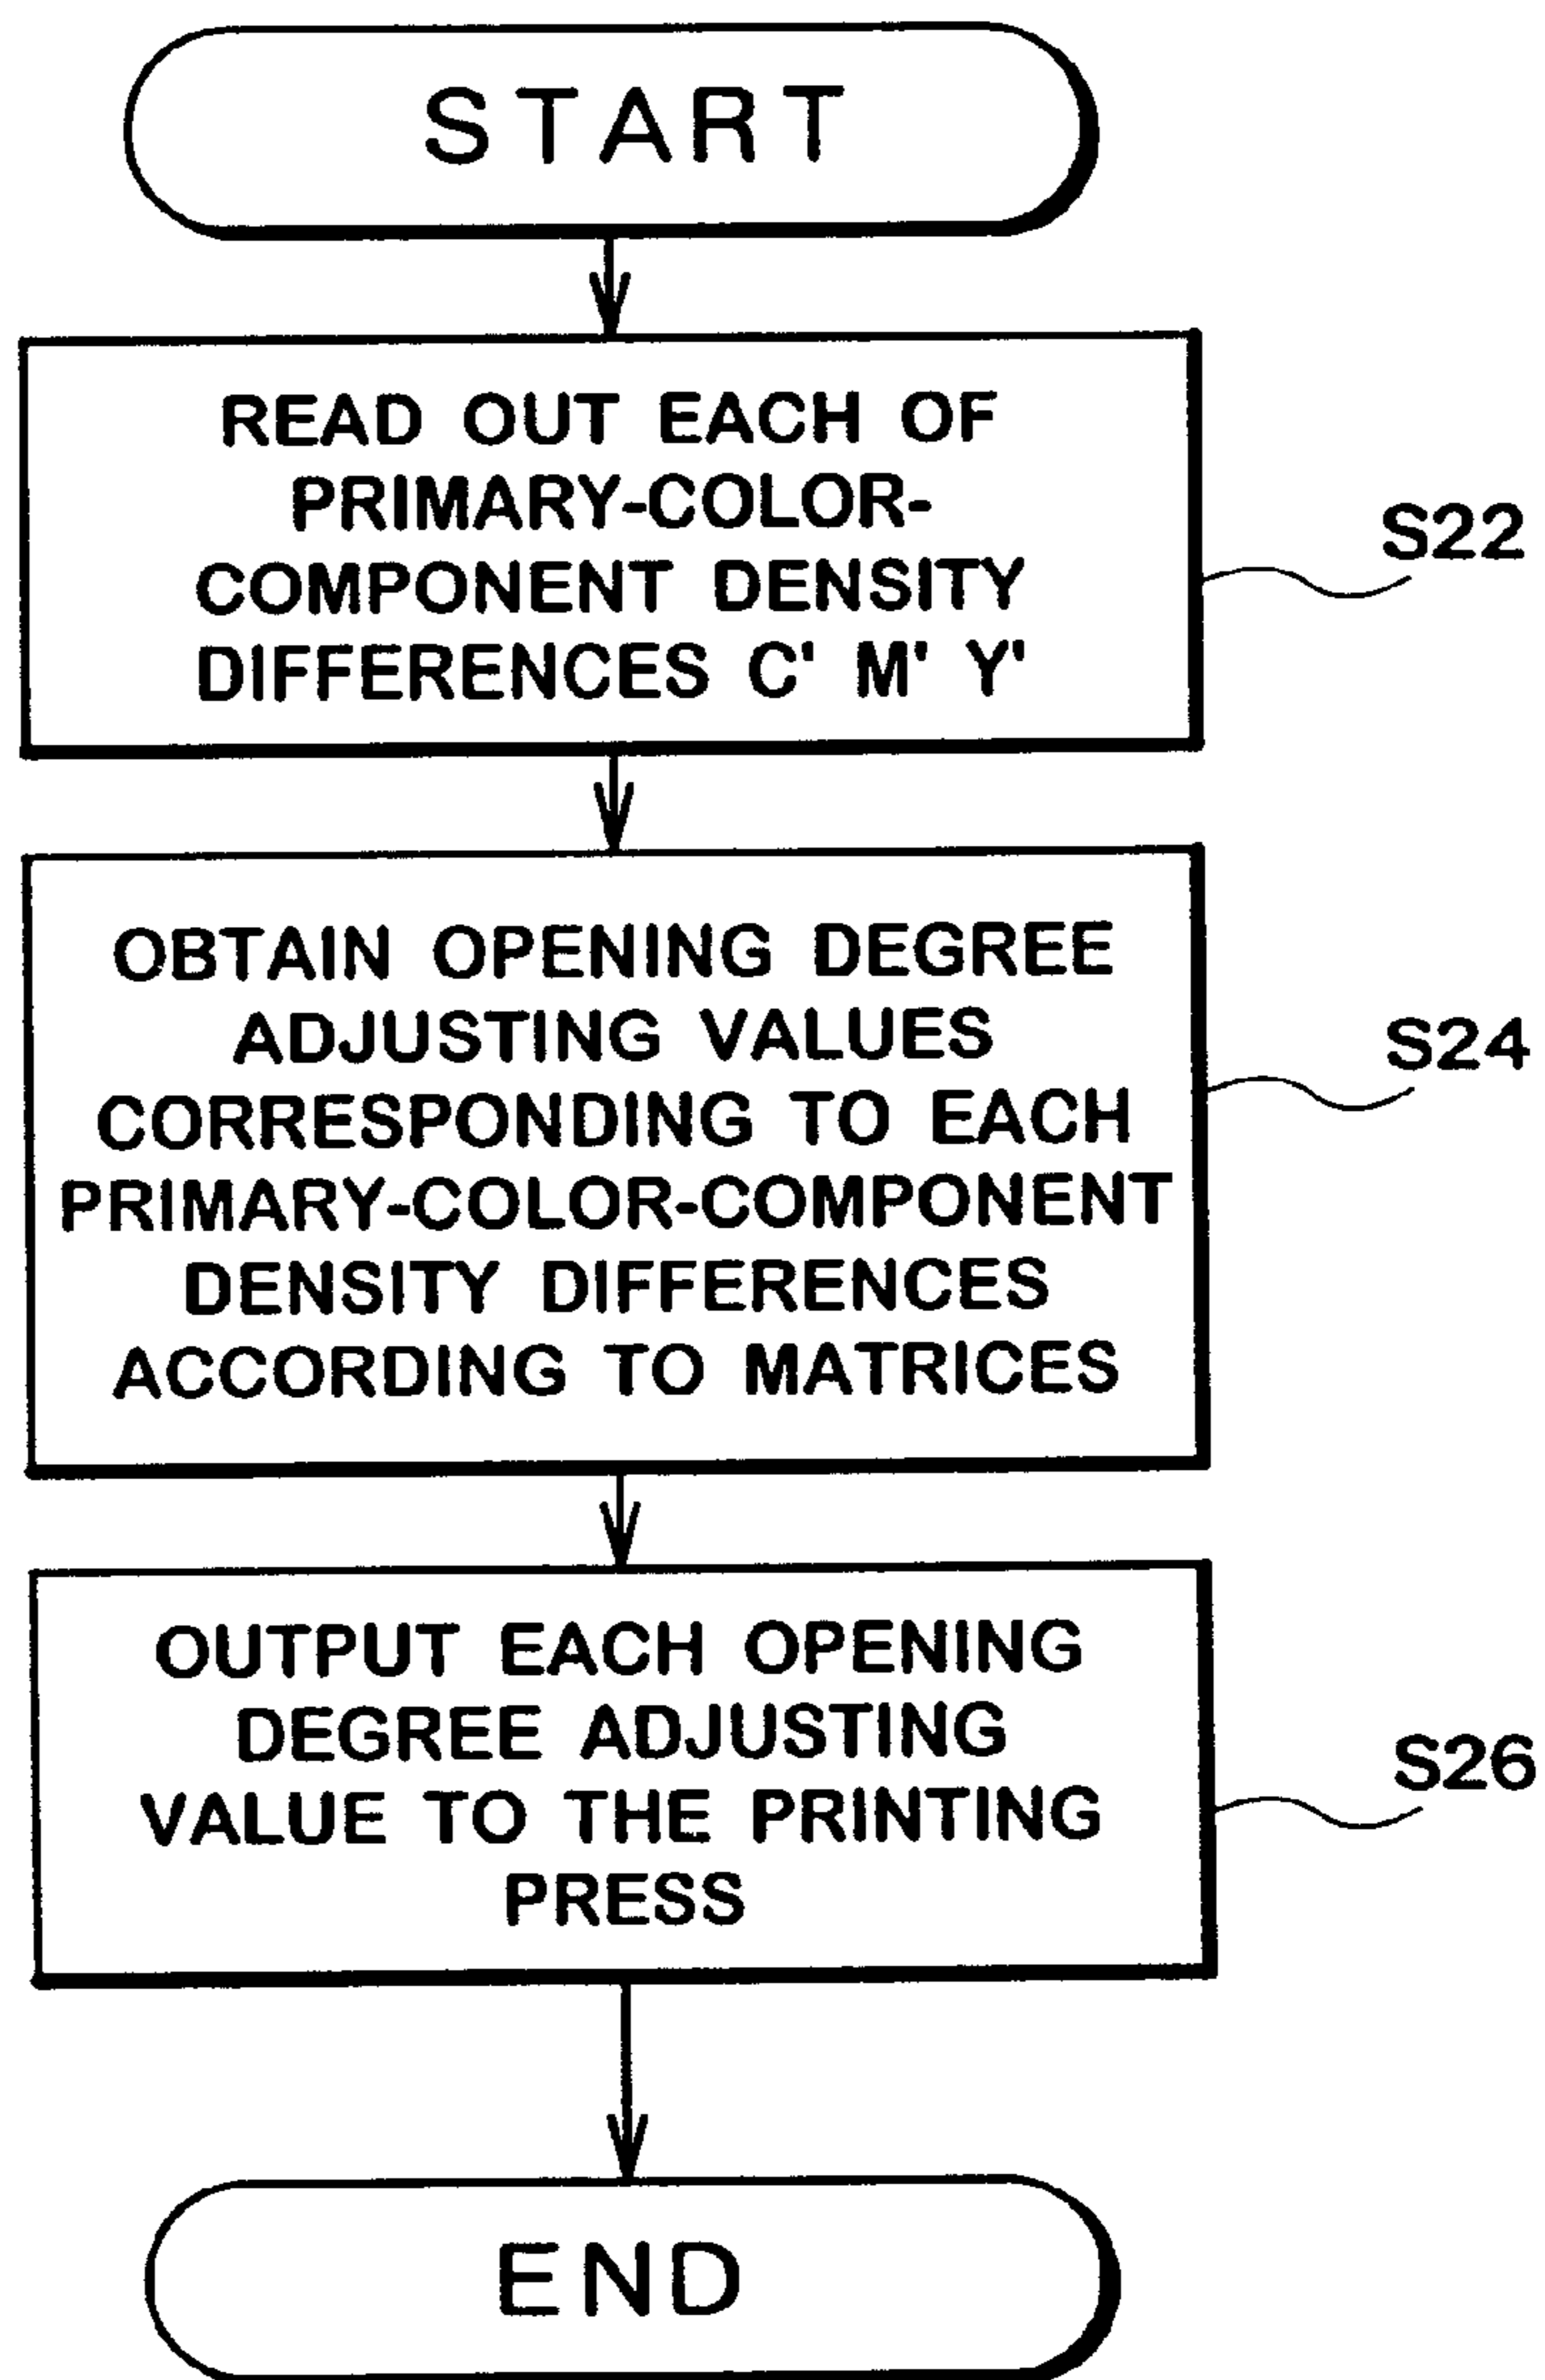 START
READ OUT EACH OF
PRIMARY-COLOR-
COMPONENT DENSITY
DIFFERENCES C' M' Y'
S22
OBTAIN OPENING DEGREE
ADJUSTING VALUES
CORRESPONDING TO EACH
PRIMARY-COLOR-COMPONENT
DENSITY DIFFERENCES
ACCORDING TO MATRICES
S24
OUTPUT EACH OPENING
DEGREE ADJUSTING
VALUE TO THE PRINTING
PRESS
S26
END